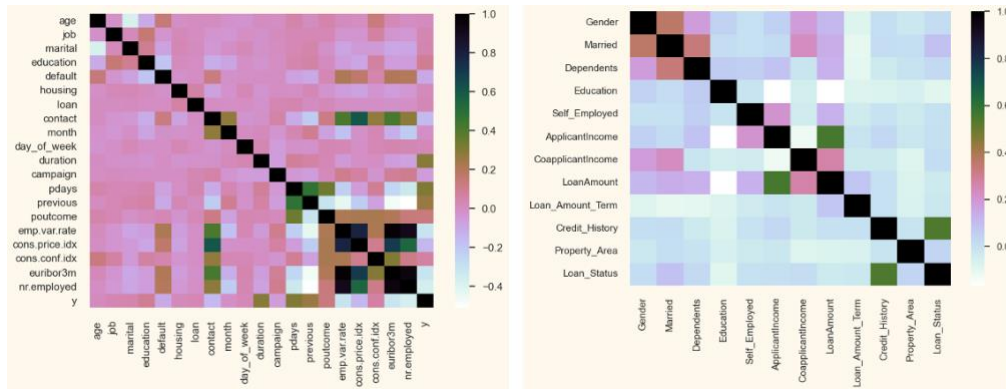 age
job
marital
education
default
housing
loan
contact
month
day_of_week
duration
campaign
pdays
previous
poutcome
emp.var.rate
cons.price.idx
cons.conf.idx
euribor3m
nr.employed
y
age
job
marital
education
default
housing
loan
contact
month
day_of_week
duration
campaign
pdays
previous
poutcome
emp.var.rate
cons.price.idx
cons.conf.idx
euribor3m
nr.employed
y
1.0
0.8
0.6
0.4
0.2
0.0
−0.2
−0.4
Gender
Married
Dependents
Education
Self_Employed
ApplicantIncome
CoapplicantIncome
LoanAmount
Loan_Amount_Term
Credit_History
Property_Area
Loan_Status
Gender
Married
Dependents
Education
Self_Employed
ApplicantIncome
CoapplicantIncome
LoanAmount
Loan_Amount_Term
Credit_History
Property_Area
Loan_Status